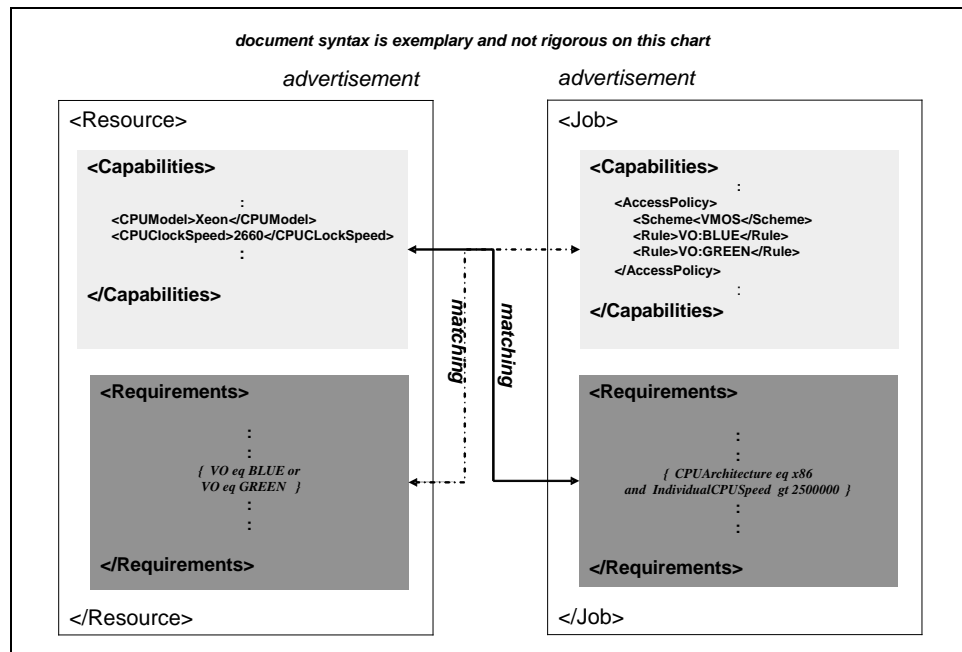 document syntax is exemplary and not rigorous on this chart
advertisement
advertisement
<Resource>
<Capabilities>
:
<CPUModel>Xeon</CPUModel>
<CPUClockSpeed>2660</CPUCLockSpeed>
:
</Capabilities>
<Requirements>
:
:
{ VO eq BLUE or
VO eq GREEN }
:
:
</Requirements>
</Resource>
matching
matching
<Job>
<Capabilities>
:
<AccessPolicy>
<Scheme<VMOS</Scheme>
<Rule>VO:BLUE</Rule>
<Rule>VO:GREEN</Rule>
</AccessPolicy>
:
</Capabilities>
<Requirements>
:
:
{ CPUArchitecture eq x86
and IndividualCPUSpeed gt 2500000 }
:
:
</Requirements>
</Job>